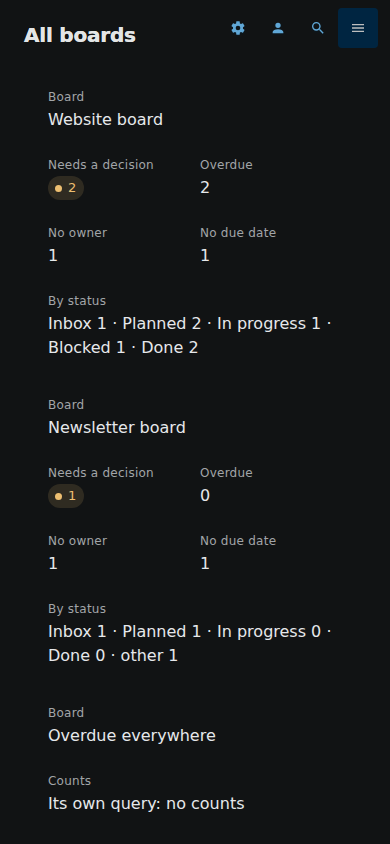 All boards
Board
Website board
Needs a decision
Overdue
2
2
No owner
No due date
1
1
By status
Inbox 1 · Planned 2 · In progress 1 ·
Blocked 1 · Done 2
Board
Newsletter board
Needs a decision
Overdue
1
0
No owner
No due date
1
1
By status
Inbox 1 · Planned 1 · In progress 0 ·
Done 0 · other 1
Board
Overdue everywhere
Counts
Its own query: no counts